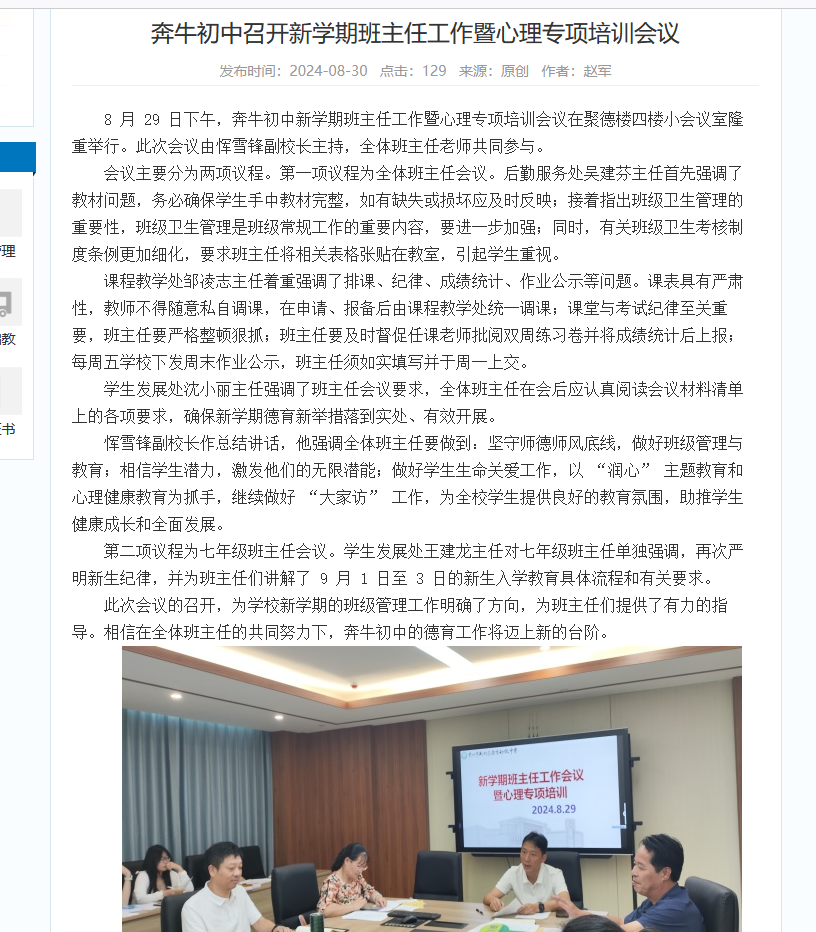 奔牛初中召开新学期班主任工作暨心理专项培训会议
发布时间：2024-08-30 点击：129 来源：原创 作者：赵军
8 月 29 日下午，奔牛初中新学期班主任工作暨心理专项培训会议在聚德楼四楼小会议室隆
重举行。此次会议由恽雪锋副校长主持，全体班主任老师共同参与。
会议主要分为两项议程。第一项议程为全体班主任会议。后勤服务处吴建芬主任首先强调了
教材问题，务必确保学生手中教材完整，如有缺失或损坏应及时反映；接着指出班级卫生管理的
重要性，班级卫生管理是班级常规工作的重要内容，要进一步加强；同时，有关班级卫生考核制
度条例更加细化，要求班主任将相关表格张贴在教室，引起学生重视。
课程教学处邹凌志主任着重强调了排课、纪律、成绩统计、作业公示等问题。课表具有严肃
性，教师不得随意私自调课，在申请、报备后由课程教学处统一调课；课堂与考试纪律至关重
要，班主任要严格整顿狠抓；班主任要及时督促任课老师批阅双周练习卷并将成绩统计后上报；
每周五学校下发周末作业公示，班主任须如实填写并于周一上交。
学生发展处沈小丽主任强调了班主任会议要求，全体班主任在会后应认真阅读会议材料清单
上的各项要求，确保新学期德育新举措落到实处、有效开展。
恽雪锋副校长作总结讲话，他强调全体班主任要做到：坚守师德师风底线，做好班级管理与
教育；相信学生潜力，激发他们的无限潜能；做好学生生命关爱工作，以 “润心” 主题教育和
心理健康教育为抓手，继续做好 “大家访” 工作，为全校学生提供良好的教育氛围，助推学生
健康成长和全面发展。
第二项议程为七年级班主任会议。学生发展处王建龙主任对七年级班主任单独强调，再次严
明新生纪律，并为班主任们讲解了 9 月 1 日至 3 日的新生入学教育具体流程和有关要求。
此次会议的召开，为学校新学期的班级管理工作明确了方向，为班主任们提供了有力的指
导。相信在全体班主任的共同努力下，奔牛初中的德育工作将迈上新的台阶。
新学期班主任工作会议
暨心理专项培训
2024.8.29
理
教
书